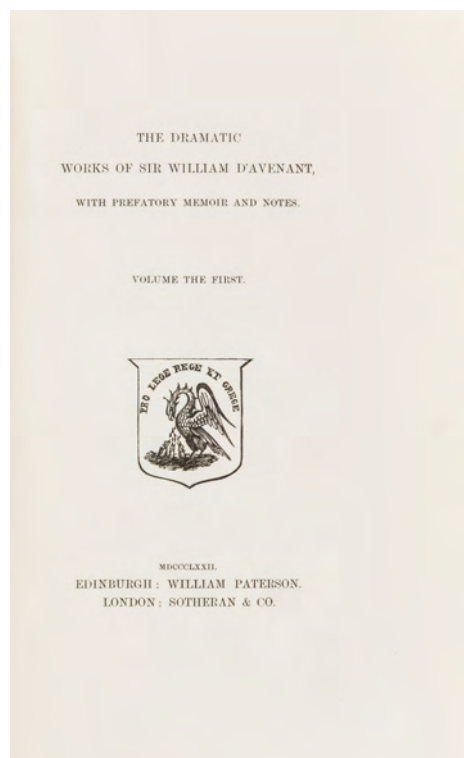 THE DRAMATIC
WORKS OF SIR WILLIAM D'AVENANT,
WITH PREFATORY MEMOIR AND NOTES.
VOLUME THE FIRST.
PRO LEGE REGE ET GREGE
MDCCCLXXII.
EDINBURGH: WILLIAM PATERSON.
LONDON: SOTHERAN & CO.